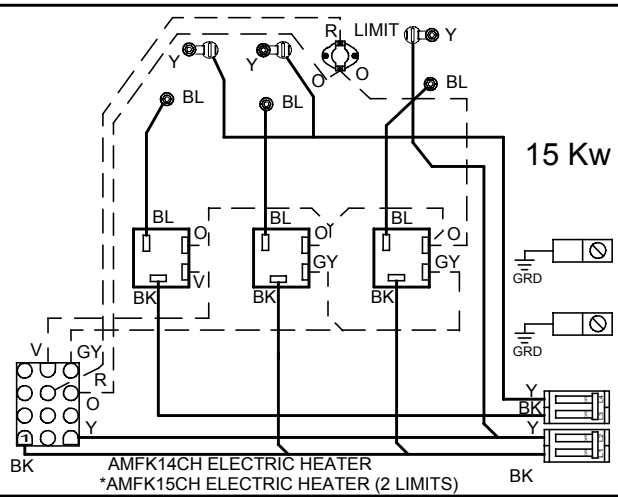 R LIMIT Y
Y Y O O
BL BL BL
15 Kw
BL BL BL
O O O
V GY GY
BK BK BK
GRD
GRD
V GY
R
O
Y
BK
Y
BK
Y
BK
1
AMFK14CH ELECTRIC HEATER
*AMFK15CH ELECTRIC HEATER (2 LIMITS)